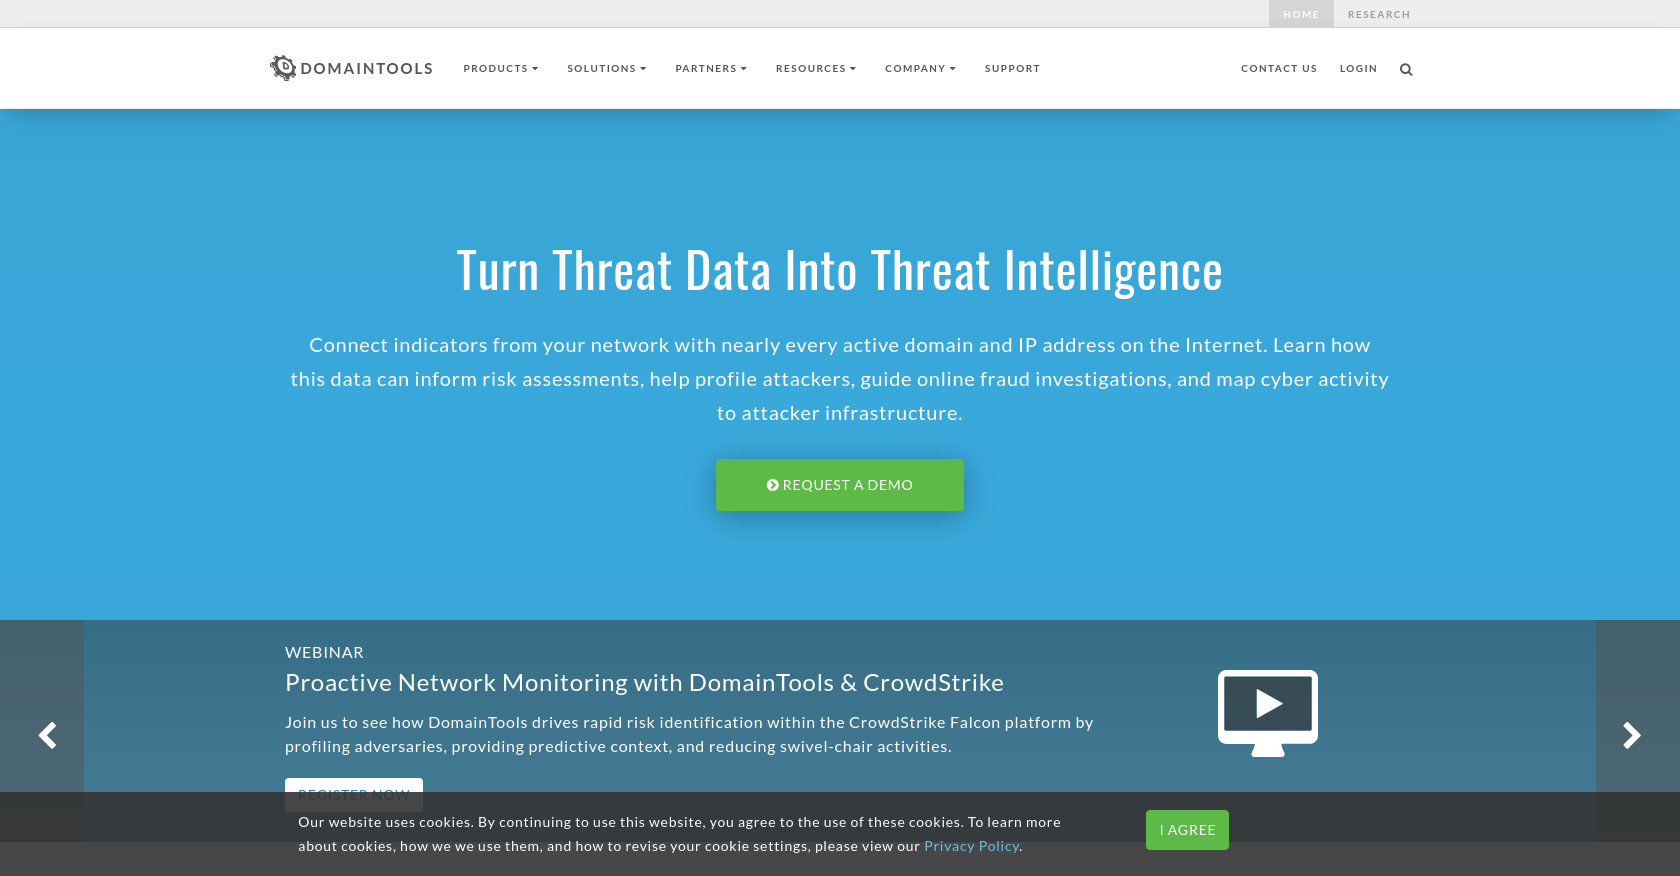 HOME RESEARCH
DOMAINTOOLS PRODUCTS SOLUTIONS PARTNERS RESOURCES COMPANY SUPPORT CONTACT US LOGIN
Turn Threat Data Into Threat Intelligence
Connect indicators from your network with nearly every active domain and IP address on the Internet. Learn how
this data can inform risk assessments, help profile attackers, guide online fraud investigations, and map cyber activity
to attacker infrastructure.
REQUEST A DEMO
WEBINAR
Proactive Network Monitoring with DomainTools & CrowdStrike
Join us to see how DomainTools drives rapid risk identification within the CrowdStrike Falcon platform by
profiling adversaries, providing predictive context, and reducing swivel-chair activities.
REGISTER NOW
Our website uses cookies. By continuing to use this website, you agree to the use of these cookies. To learn more
about cookies, how we we use them, and how to revise your cookie settings, please view our Privacy Policy.
I AGREE